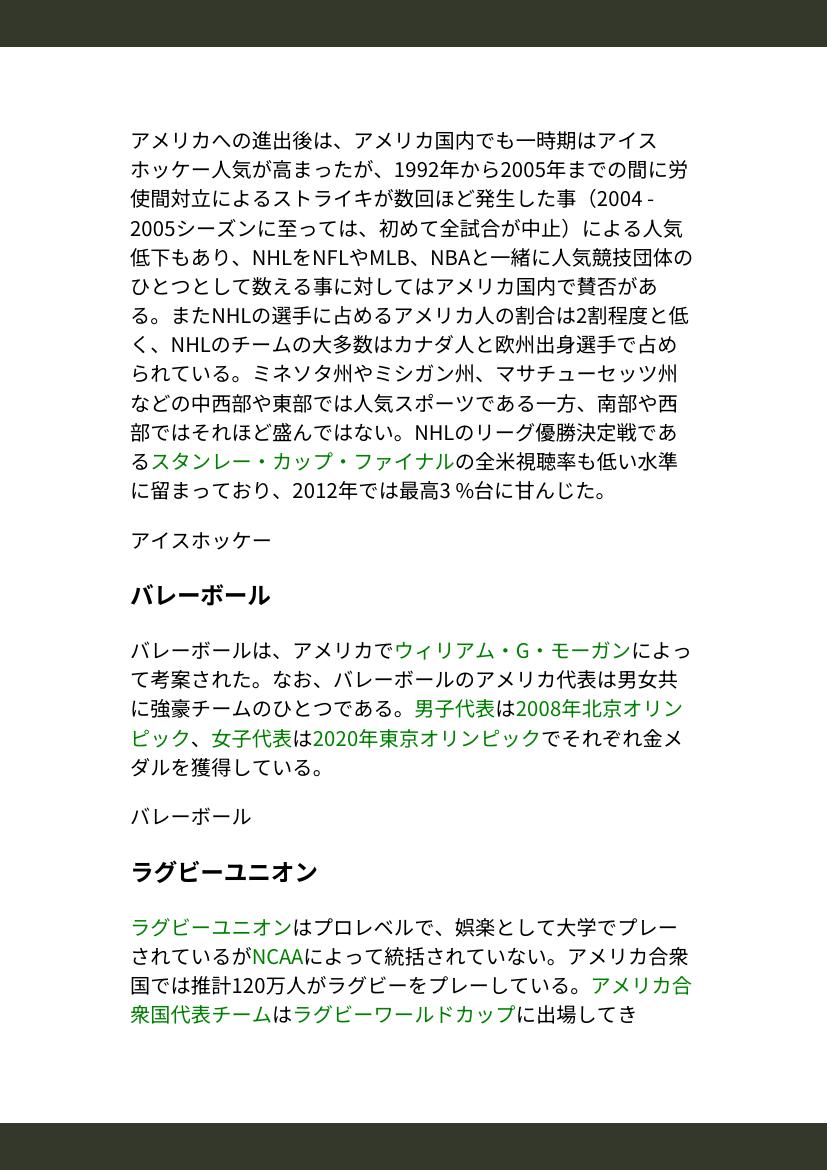 アメリカへの進出後は、アメリカ国内でも一時期はアイス
ホッケー人気が高まったが、1992年から2005年までの間に労
使間対立によるストライキが数回ほど発生した事（2004 -
2005シーズンに至っては、初めて全試合が中止）による人気
低下もあり、NHLをNFLやMLB、NBAと一緒に人気競技団体の
ひとつとして数える事に対してはアメリカ国内で賛否があ
る。またNHLの選手に占めるアメリカ人の割合は2割程度と低
く、NHLのチームの大多数はカナダ人と欧州出身選手で占め
られている。ミネソタ州やミシガン州、マサチューセッツ州
などの中西部や東部では人気スポーツである一方、南部や西
部ではそれほど盛んではない。NHLのリーグ優勝決定戦であ
るスタンレー・カップ・ファイナルの全米視聴率も低い水準
に留まっており、2012年では最高3 %台に甘んじた。
アイスホッケー
バレーボール
バレーボールは、アメリカでウィリアム・G・モーガンによっ
て考案された。なお、バレーボールのアメリカ代表は男女共
に強豪チームのひとつである。男子代表は2008年北京オリン
ピック、女子代表は2020年東京オリンピックでそれぞれ金メ
ダルを獲得している。
バレーボール
ラグビーユニオン
ラグビーユニオンはプロレベルで、娯楽として大学でプレー
されているがNCAAによって統括されていない。アメリカ合衆
国では推計120万人がラグビーをプレーしている。アメリカ合
衆国代表チームはラグビーワールドカップに出場してき